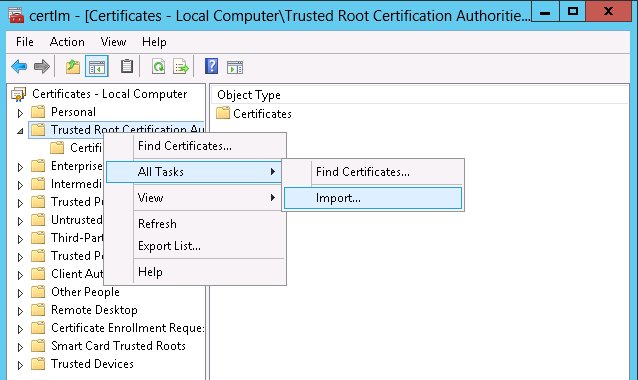 certlm - [Certificates - Local Computer\Trusted Root Certification Authoritie...
File Action View Help
Certificates - Local Computer
Personal
Trusted Root Certification Au
Certifi
Enterprise
Intermedi
Trusted Pu
Untrusted
Third-Part
Trusted Pe
Client Aut
Other People
Remote Desktop
Certificate Enrollment Reque
Smart Card Trusted Roots
Trusted Devices
Object Type
Certificates
Find Certificates...
All Tasks
View
Refresh
Export List...
Help
Find Certificates...
Import...